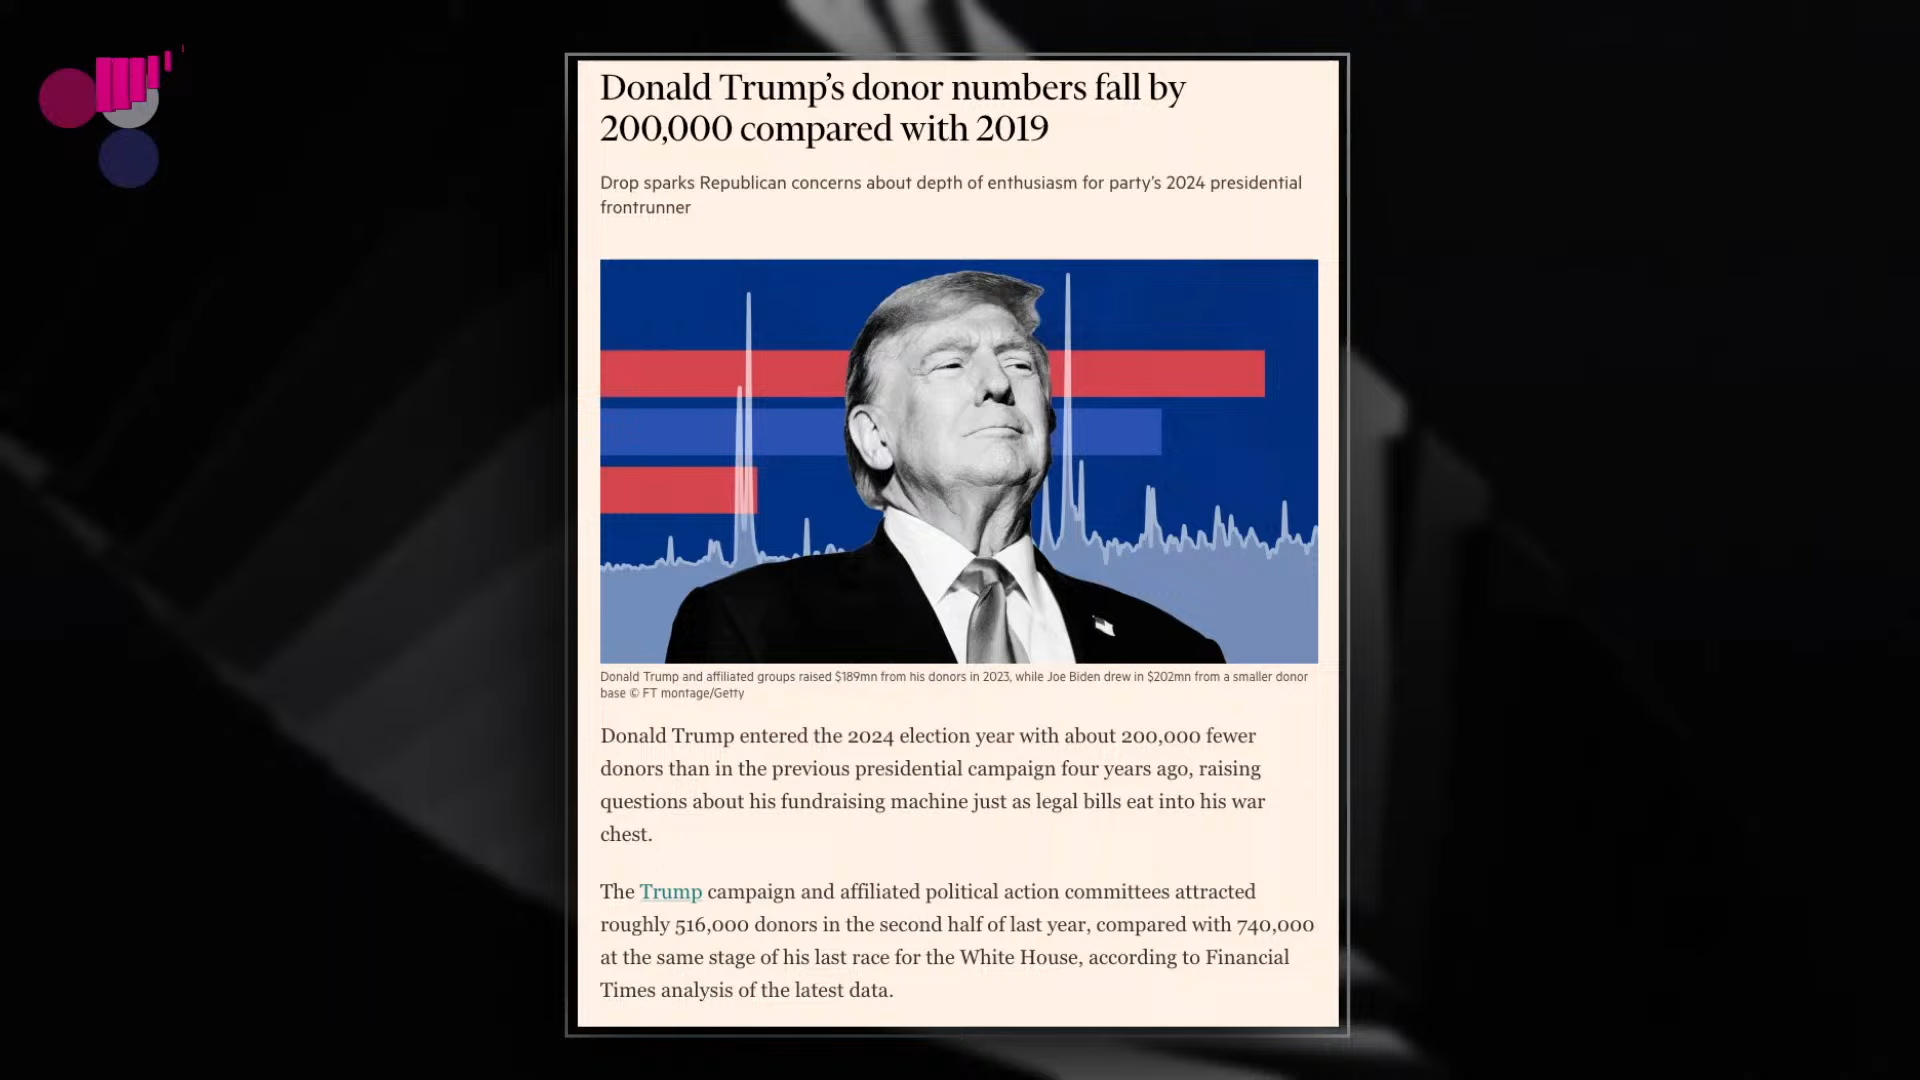 Donald Trump’s donor numbers fall by
200,000 compared with 2019
Drop sparks Republican concerns about depth of enthusiasm for party’s 2024 presidential
frontrunner
Donald Trump and affiliated groups raised $189mn from his donors in 2023, while Joe Biden drew in $202mn from a smaller donor
base © FT montage/Getty
Donald Trump entered the 2024 election year with about 200,000 fewer
donors than in the previous presidential campaign four years ago, raising
questions about his fundraising machine just as legal bills eat into his war
chest.
The Trump campaign and affiliated political action committees attracted
roughly 516,000 donors in the second half of last year, compared with 740,000
at the same stage of his last race for the White House, according to Financial
Times analysis of the latest data.